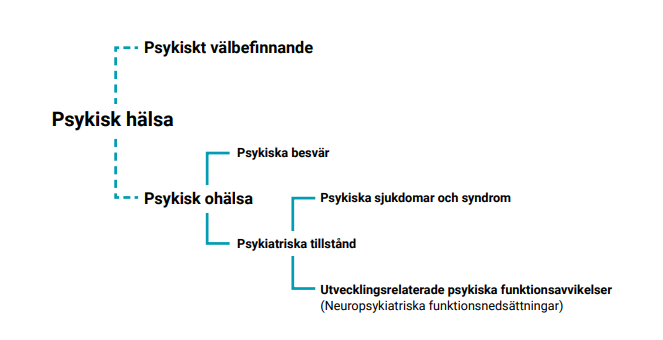 Psykiskt välbefinnande
Psykisk hälsa
Psykiska besvär
Psykisk ohälsa
Psykiska sjukdomar och syndrom
Psykiatriska tillstånd
Utvecklingsrelaterade psykiska funktionsavvikelser
(Neuropsykiatriska funktionsnedsättningar)